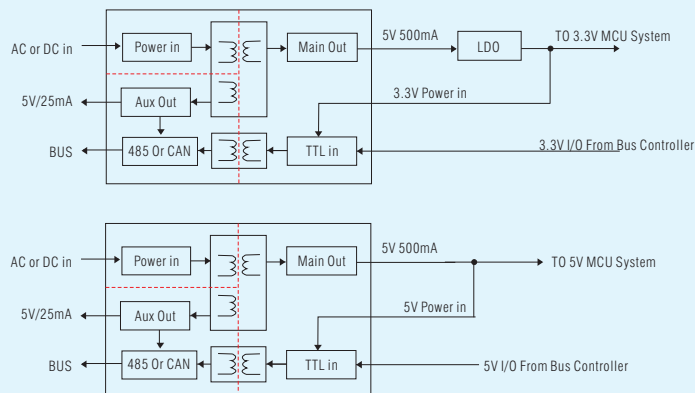 5V 500mA
AC or DC in
Power in
Main Out
LDO
TO 3.3V MCU System
5V/25mA
Aux Out
3.3V Power in
BUS
485 Or CAN
TTL in
3.3V I/O From Bus Controller
5V 500mA
AC or DC in
Power in
Main Out
TO 5V MCU System
5V/25mA
Aux Out
5V Power in
BUS
485 Or CAN
TTL in
5V I/O From Bus Controller